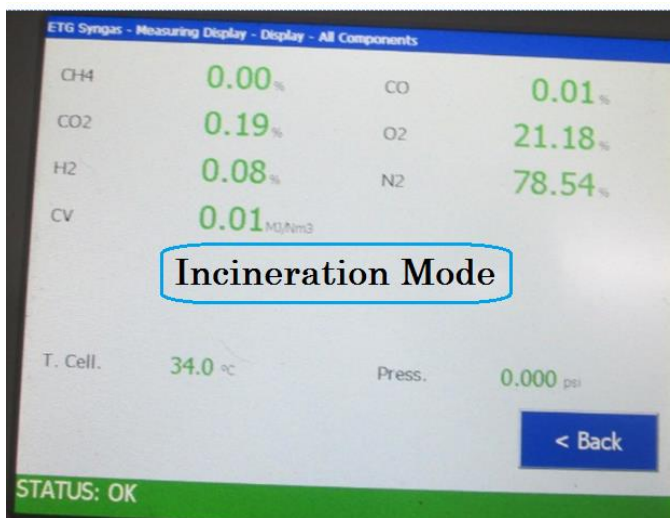 ETG Syngas - Measuring Display - Display - All Components
CH4 0.00 % CO 0.01 %
CO2 0.19 % O2 21.18 %
H2 0.08 % N2 78.54 %
CV 0.01 MJ/Nm3
Incineration Mode
T. Cell. 34.0 °C Press. 0.000 psi
< Back
STATUS: OK